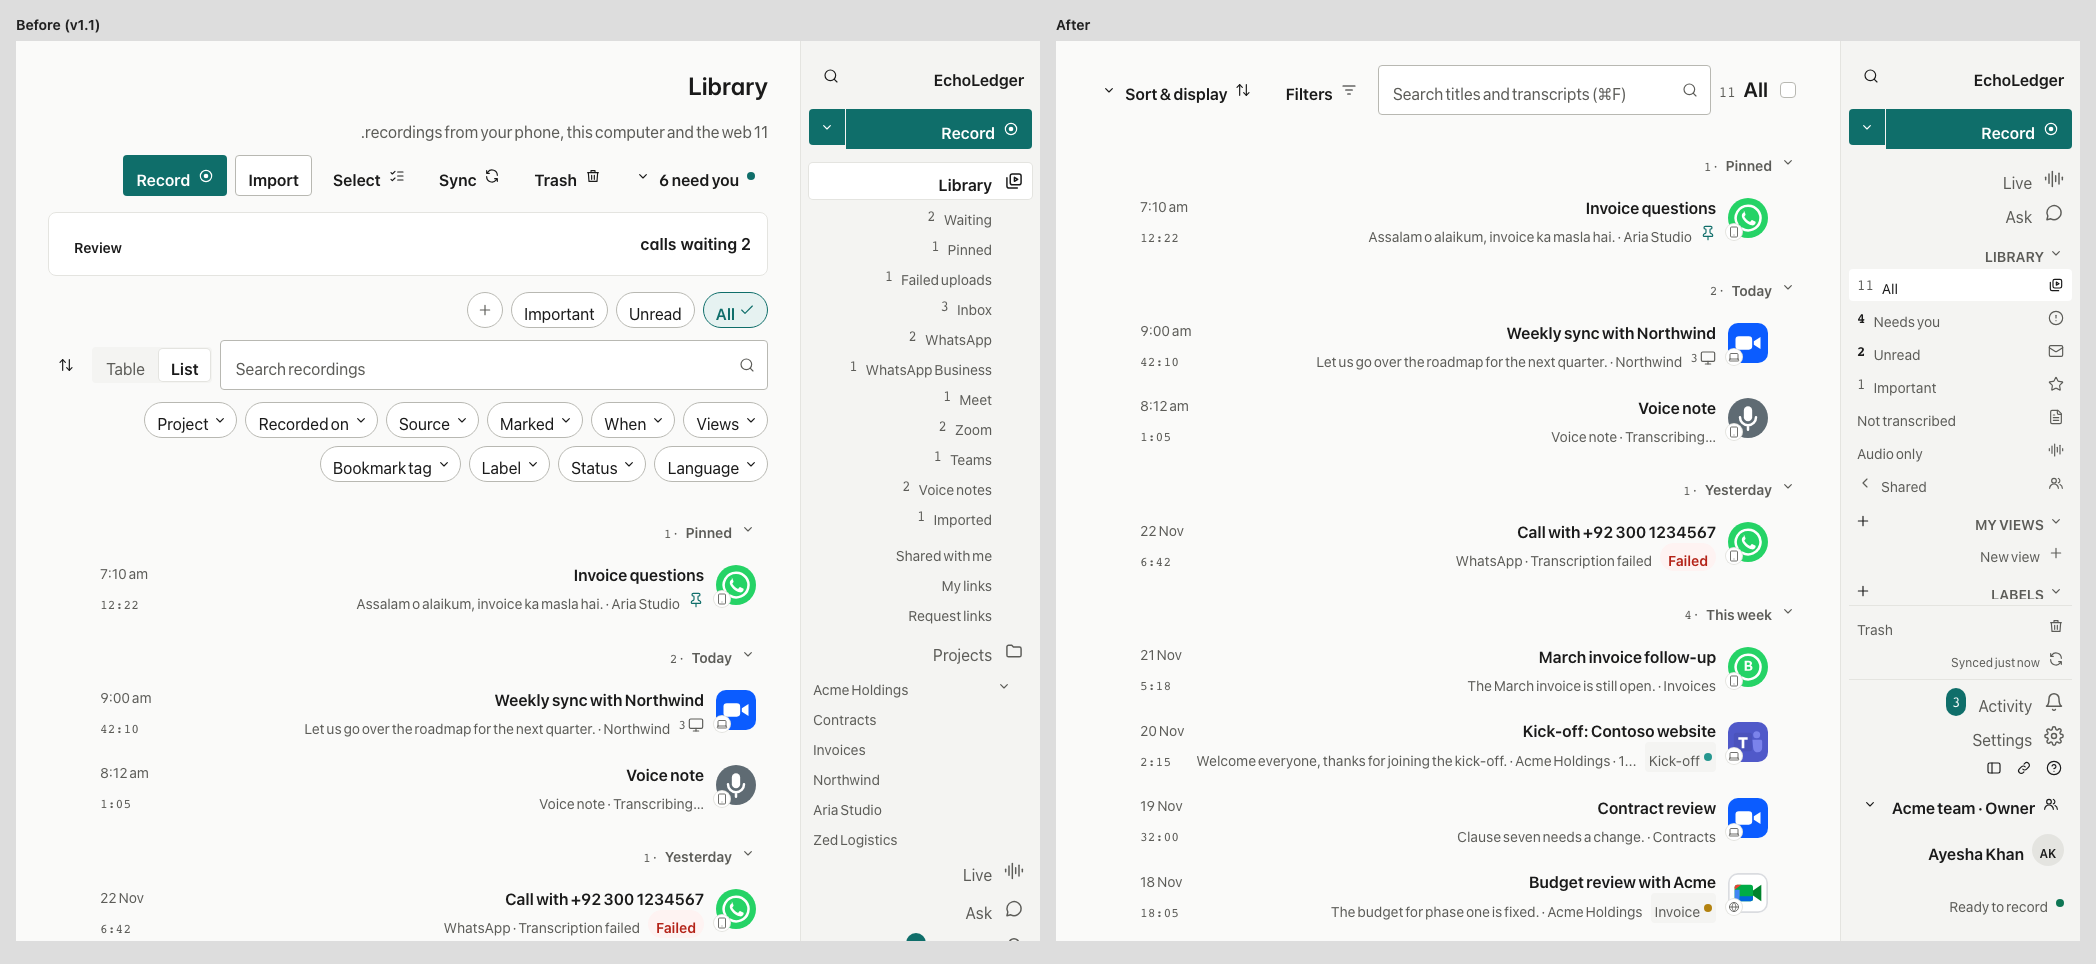 Before (v1.1)
Library
.recordings from your phone, this computer and the web 11
Record
Import
Select
Sync
Trash
6 need you
Review
calls waiting 2
Important
Unread
All
Table
List
Search recordings
Project
Recorded on
Source
Marked
When
Views
Bookmark tag
Label
Status
Language
1 · Pinned
7:10 am
Invoice questions
12:22
Assalam o alaikum, invoice ka masla hai. · Aria Studio
2 · Today
9:00 am
Weekly sync with Northwind
42:10
Let us go over the roadmap for the next quarter. · Northwind 3
8:12 am
Voice note
1:05
Voice note · Transcribing...
1 · Yesterday
22 Nov
Call with +92 300 1234567
6:42
WhatsApp · Transcription failed Failed
EchoLedger
Record
Library
2 Waiting
1 Pinned
1 Failed uploads
3 Inbox
2 WhatsApp
1 WhatsApp Business
1 Meet
2 Zoom
1 Teams
2 Voice notes
1 Imported
Shared with me
My links
Request links
Projects
Acme Holdings
Contracts
Invoices
Northwind
Aria Studio
Zed Logistics
Live
Ask
After
Sort & display
Filters
Search titles and transcripts (⌘F)
11 All
1 · Pinned
7:10 am
Invoice questions
12:22
Assalam o alaikum, invoice ka masla hai. · Aria Studio
2 · Today
9:00 am
Weekly sync with Northwind
42:10
Let us go over the roadmap for the next quarter. · Northwind 3
8:12 am
Voice note
1:05
Voice note · Transcribing...
1 · Yesterday
22 Nov
Call with +92 300 1234567
6:42
WhatsApp · Transcription failed Failed
4 · This week
21 Nov
March invoice follow-up
B
5:18
The March invoice is still open. · Invoices
20 Nov
Kick-off: Contoso website
T
2:15
Welcome everyone, thanks for joining the kick-off. · Acme Holdings · 1... Kick-off
19 Nov
Contract review
32:00
Clause seven needs a change. · Contracts
18 Nov
Budget review with Acme
18:05
The budget for phase one is fixed. · Acme Holdings Invoice
EchoLedger
Record
Live
Ask
LIBRARY
11 All
4 Needs you
2 Unread
1 Important
Not transcribed
Audio only
Shared
+ MY VIEWS
New view +
+ LABELS
Trash
Synced just now
3 Activity
Settings
Acme team · Owner
Ayesha Khan AK
Ready to record